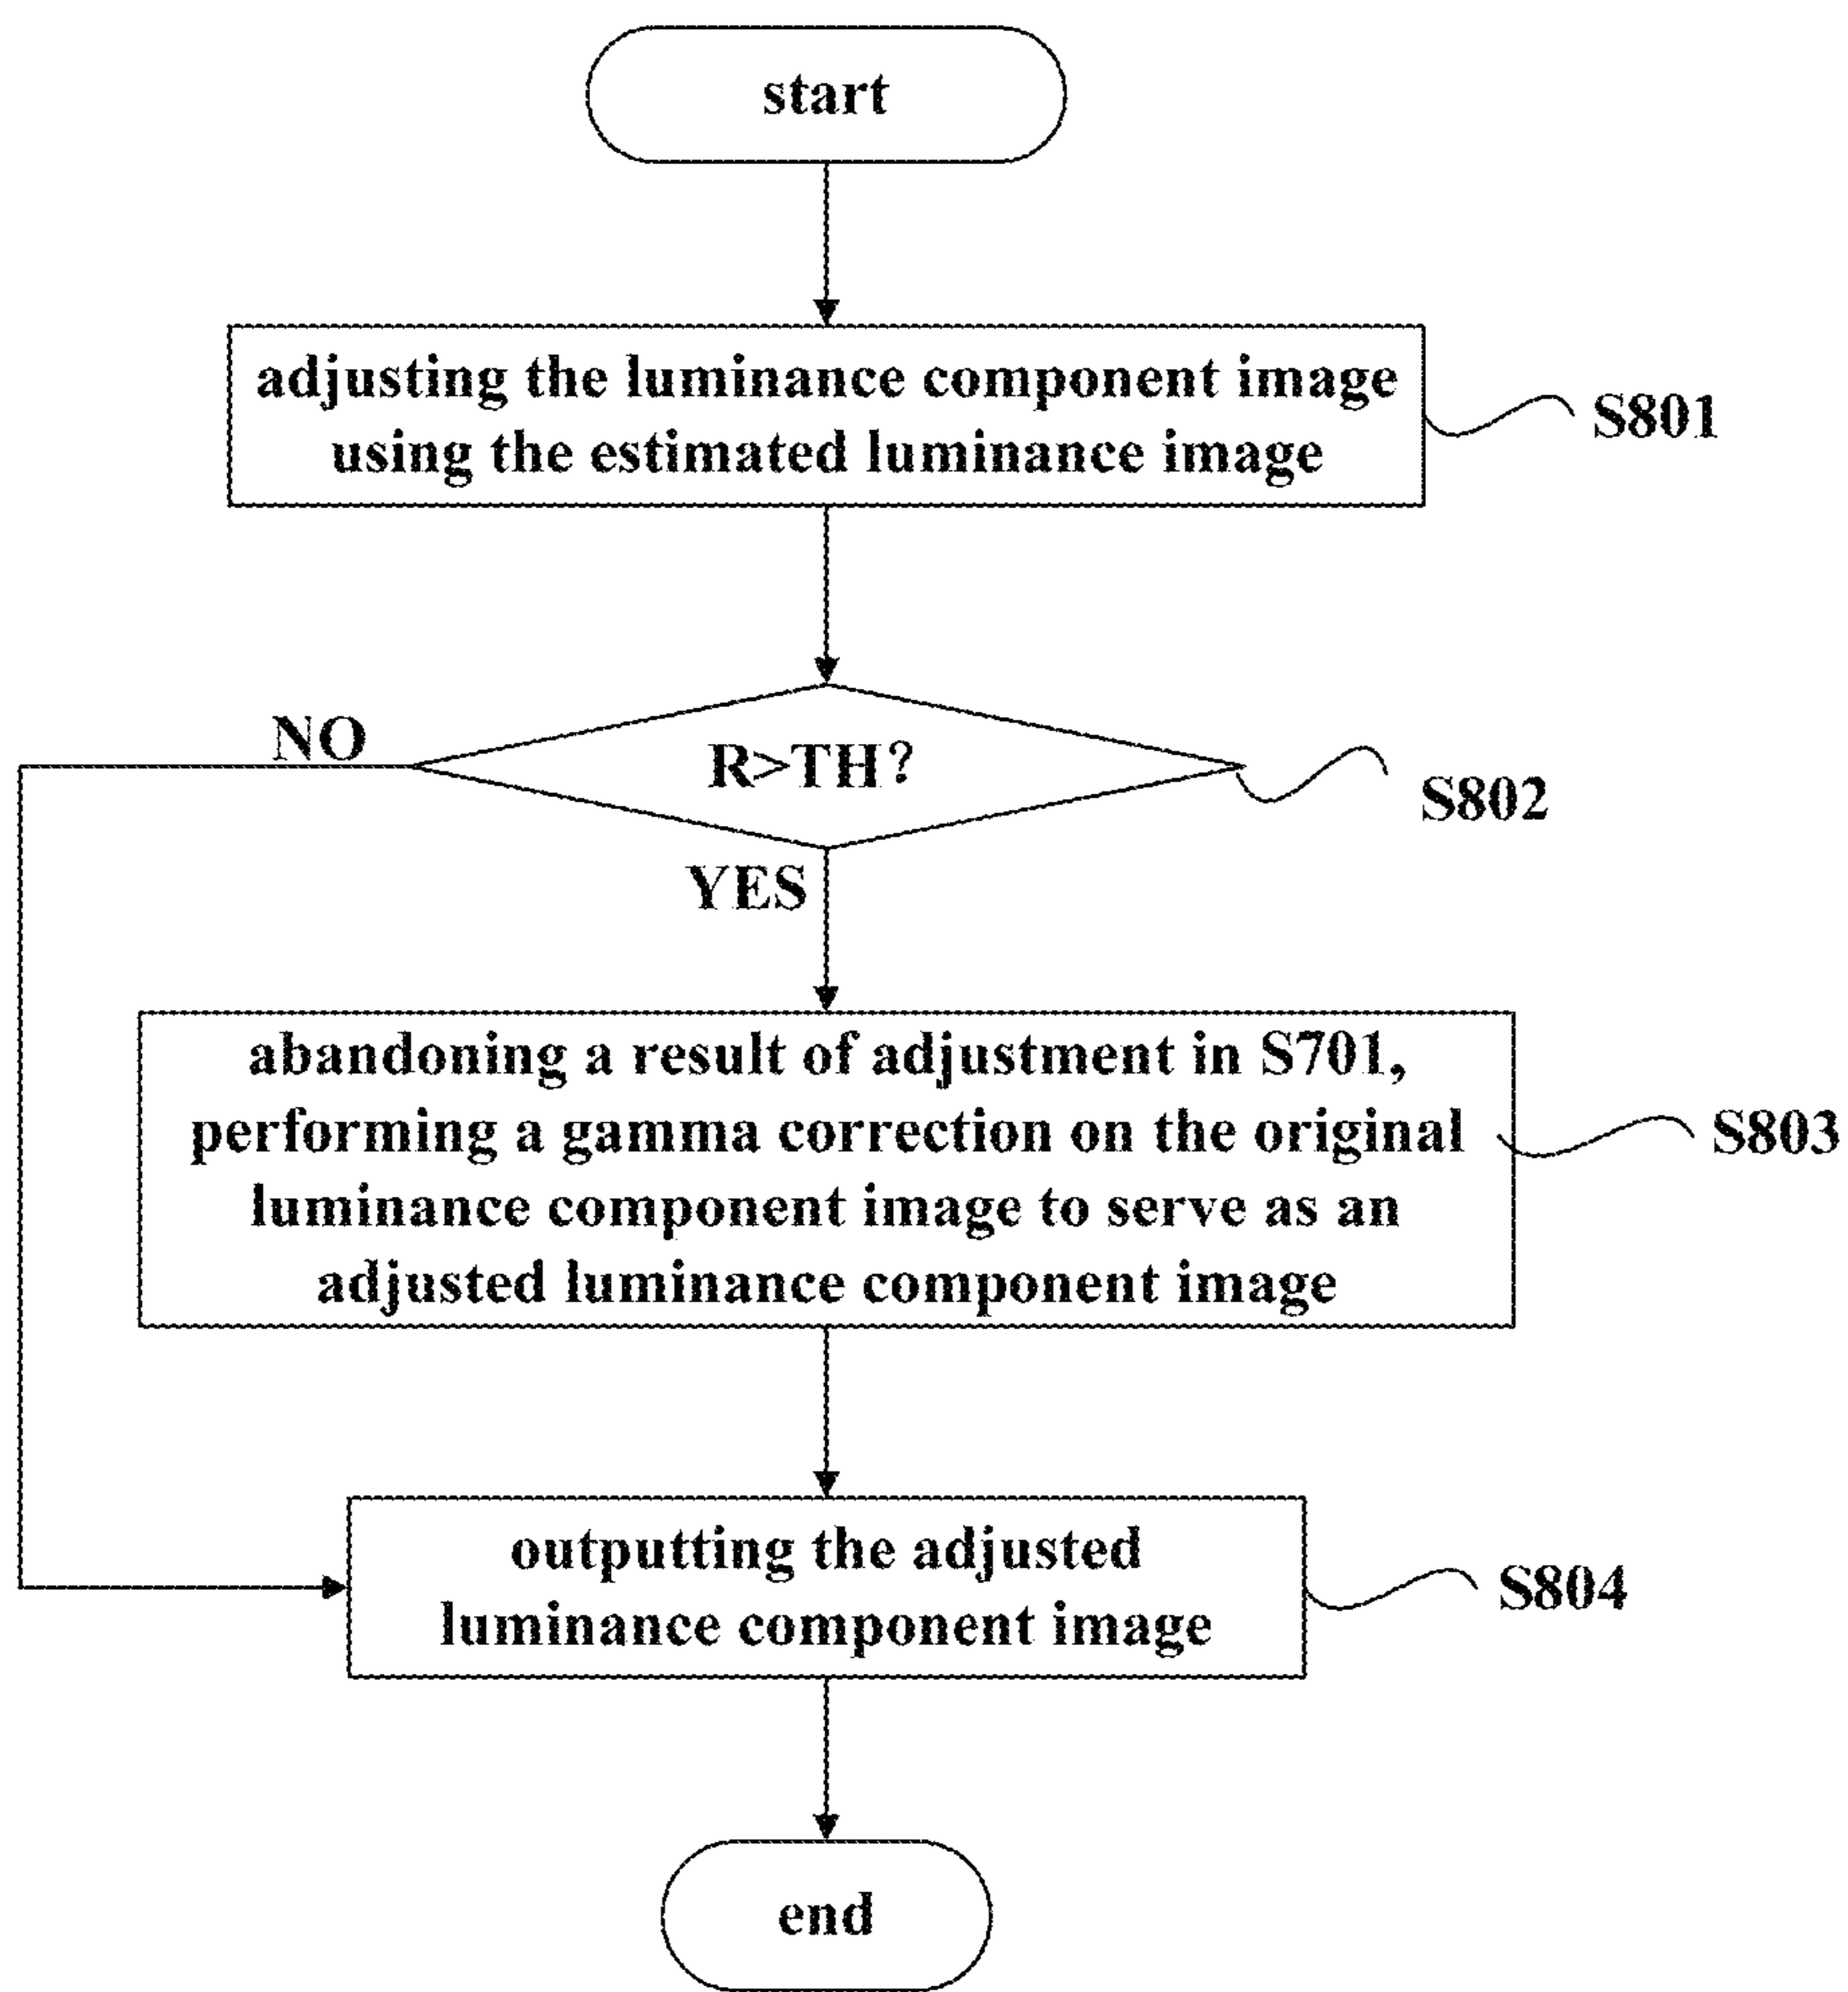 start
adjusting the luminance component image
using the estimated luminance image
S801
NO
R>TH?
S802
YES
abandoning a result of adjustment in S701,
performing a gamma correction on the original
luminance component image to serve as an
adjusted luminance component image
S803
outputting the adjusted
luminance component image
S804
end